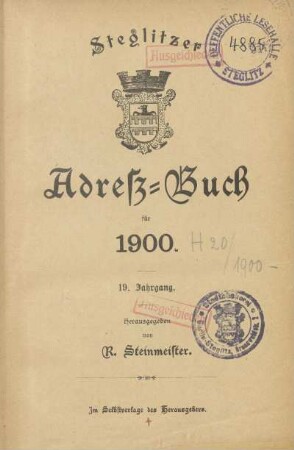 Steglitzer
Ausgeschieden
OEFFENTLICHE LESEHALLE
4885
STEGLITZ
Adreß-Buch
für
1900.
H 20/
1900-
19. Jahrgang.
Ausgeschieden
Herausgegeben
von
R. Steinmeister.
Im Selbstverlage des Herausgebers.